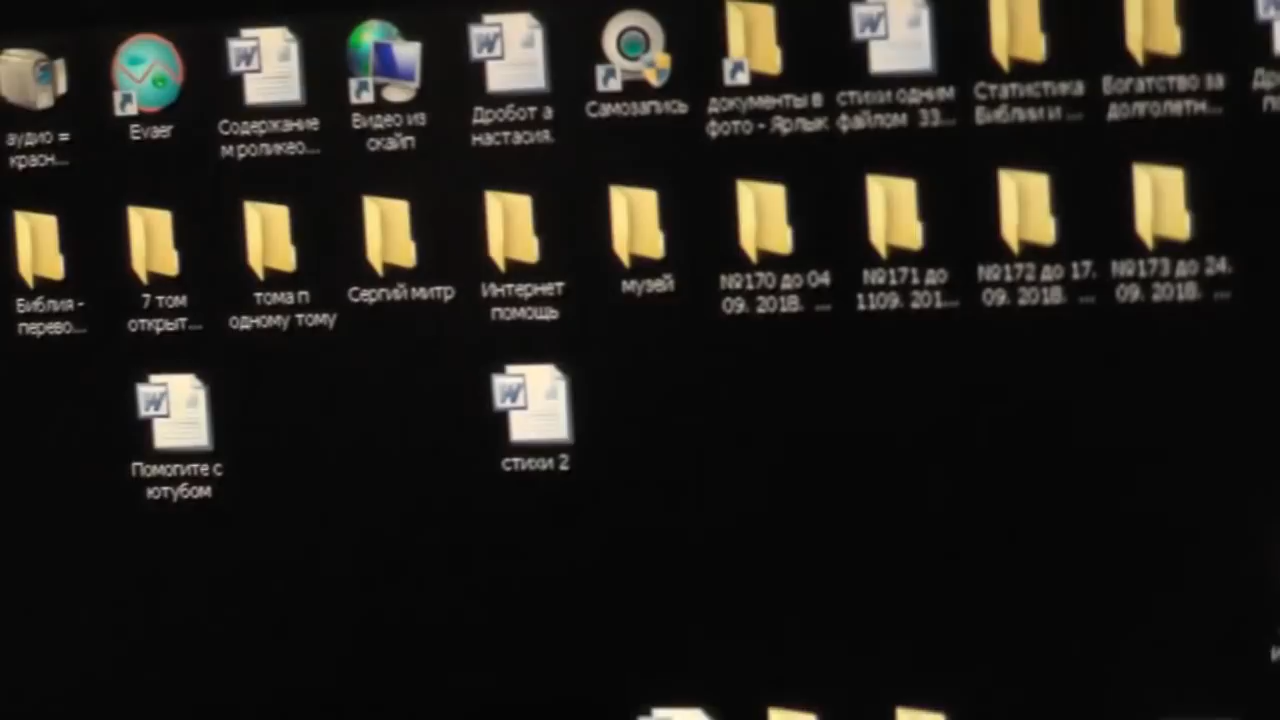 аудио =
красн...
Evaer
Содержание
м роликео...
Видео из
скайп
Дробот а
настасия.
Самозапись
документы в
фото - Ярлык
стихи одним
файлом 33...
Статистика
Библии и ...
Богатство за
долголетн...
Библия -
перево...
7 том
открыт...
тома п
одному тому
Сергий митр
Интернет
помощь
музей
№170 до 04
09. 2018. ...
№171 до
1109. 201...
№172 до 17.
09. 2018. ...
№173 до 24.
09. 2018. ...
Помогите с
ютубом
стихи 2